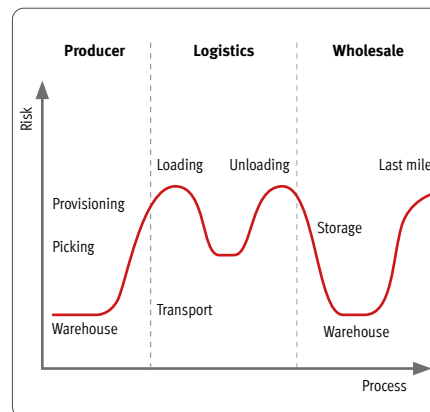 Producer
Logistics
Wholesale
Risk
Loading
Unloading
Last mile
Provisioning
Storage
Picking
Transport
Warehouse
Warehouse
Process